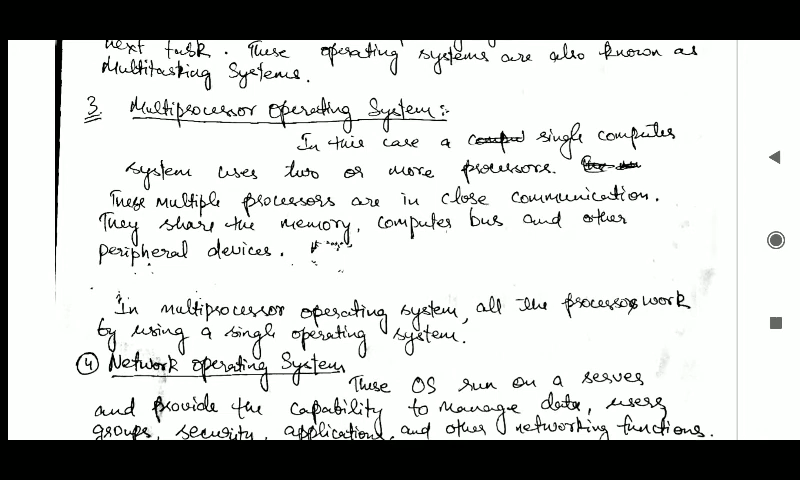 next task. These operating systems are also known as
Multitasking Systems.
3. Multiprocessor operating System:-
In this case a single computer
system uses two or more processors.
These multiple processors are in close communication.
They share the memory, computer bus and other
peripheral devices.
In multiprocessor operating system, all the processors work
by using a single operating system.
4 Network operating System
These OS run on a server
and provide the capability to manage data, users
groups, security, application, and other networking functions.